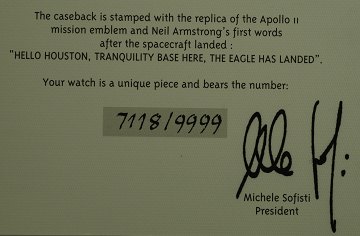 The caseback is stamped with the replica of the Apollo 11
mission emblem and Neil Armstrong's first words
after the spacecraft landed :
"HELLO HOUSTON, TRANQUILITY BASE HERE, THE EAGLE HAS LANDED".
Your watch is a unique piece and bears the number:
7118/9999
Michele Sofisti
President